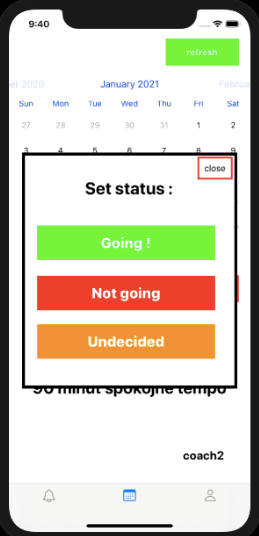 9:40
refresh
er 2020 January 2021 Februa
Sun Mon Tue Wed Thu Fri Sat
27 28 29 30 31 1 2
3 4 5 6 7 8 9
close
Set status :
Going !
Not going
Undecided
90 minut spokojne tempo
coach2